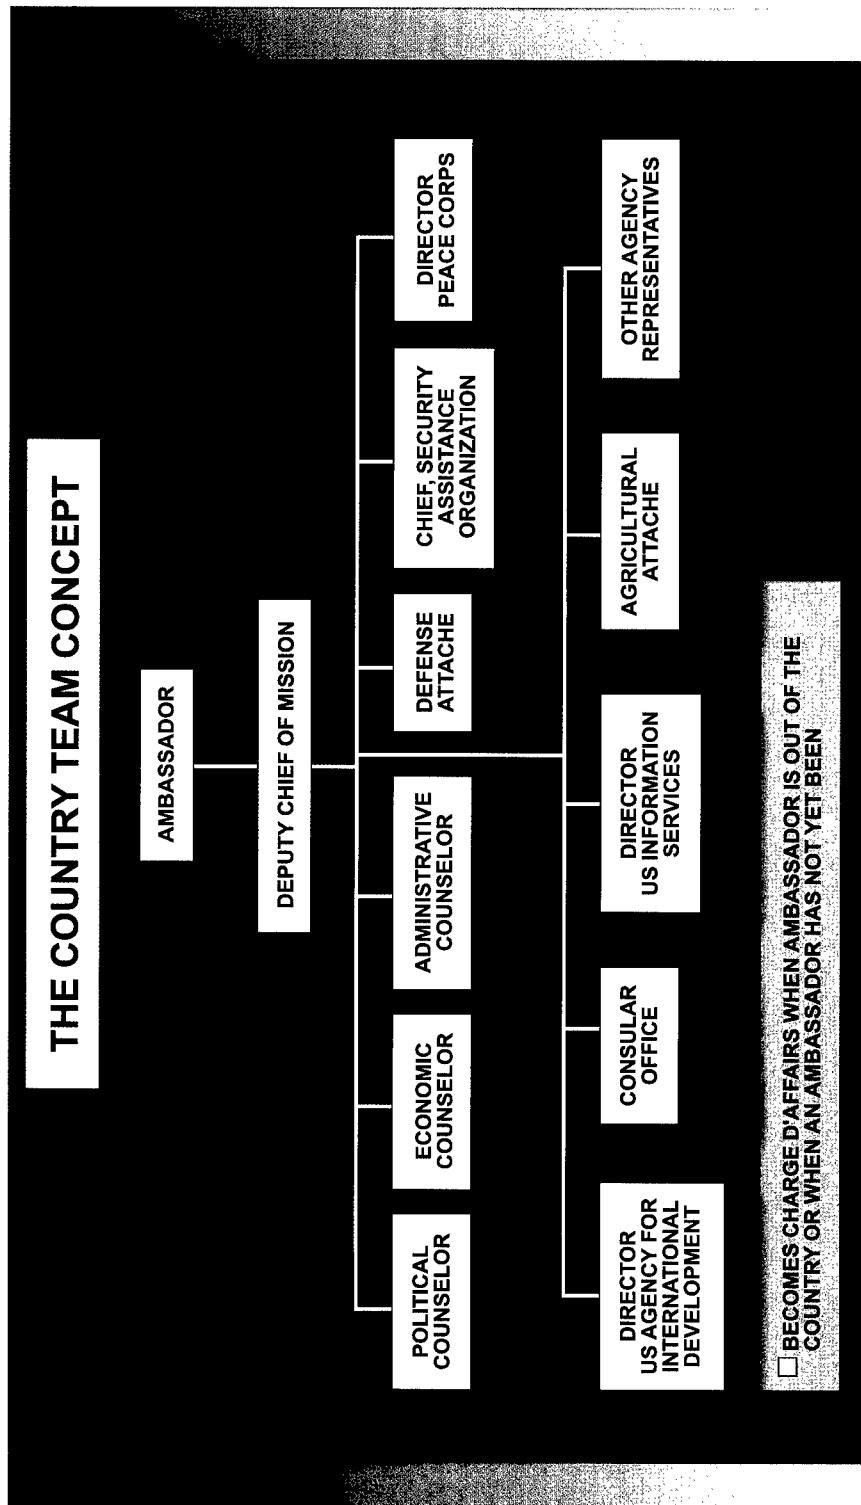 THE COUNTRY TEAM CONCEPT
AMBASSADOR
DEPUTY CHIEF OF MISSION
POLITICAL
COUNSELOR
ECONOMIC
COUNSELOR
ADMINISTRATIVE
COUNSELOR
DEFENSE
ATTACHE
CHIEF, SECURITY
ASSISTANCE
ORGANIZATION
DIRECTOR
PEACE CORPS
DIRECTOR
US AGENCY FOR
INTERNATIONAL
DEVELOPMENT
CONSULAR
OFFICE
DIRECTOR
US INFORMATION
SERVICES
AGRICULTURAL
ATTACHE
OTHER AGENCY
REPRESENTATIVES
BECOMES CHARGE D'AFFAIRS WHEN AMBASSADOR IS OUT OF THE
COUNTRY OR WHEN AN AMBASSADOR HAS NOT YET BEEN